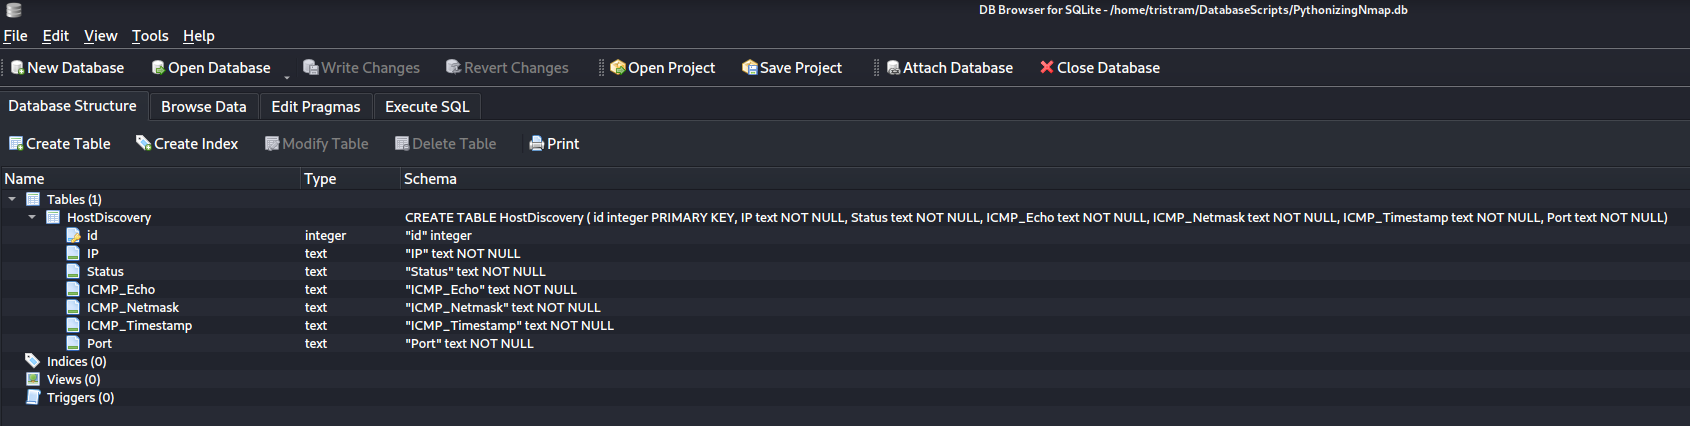 DB Browser for SQLite - /home/tristram/DatabaseScripts/PythonizingNmap.db
File Edit View Tools Help
New Database Open Database Write Changes Revert Changes Open Project Save Project Attach Database Close Database
Database Structure Browse Data Edit Pragmas Execute SQL
Create Table Create Index Modify Table Delete Table Print
Name Type Schema
Tables (1)
HostDiscovery CREATE TABLE HostDiscovery ( id integer PRIMARY KEY, IP text NOT NULL, Status text NOT NULL, ICMP_Echo text NOT NULL, ICMP_Netmask text NOT NULL, ICMP_Timestamp text NOT NULL, Port text NOT NULL)
id integer "id" integer
IP text "IP" text NOT NULL
Status text "Status" text NOT NULL
ICMP_Echo text "ICMP_Echo" text NOT NULL
ICMP_Netmask text "ICMP_Netmask" text NOT NULL
ICMP_Timestamp text "ICMP_Timestamp" text NOT NULL
Port text "Port" text NOT NULL
Indices (0)
Views (0)
Triggers (0)